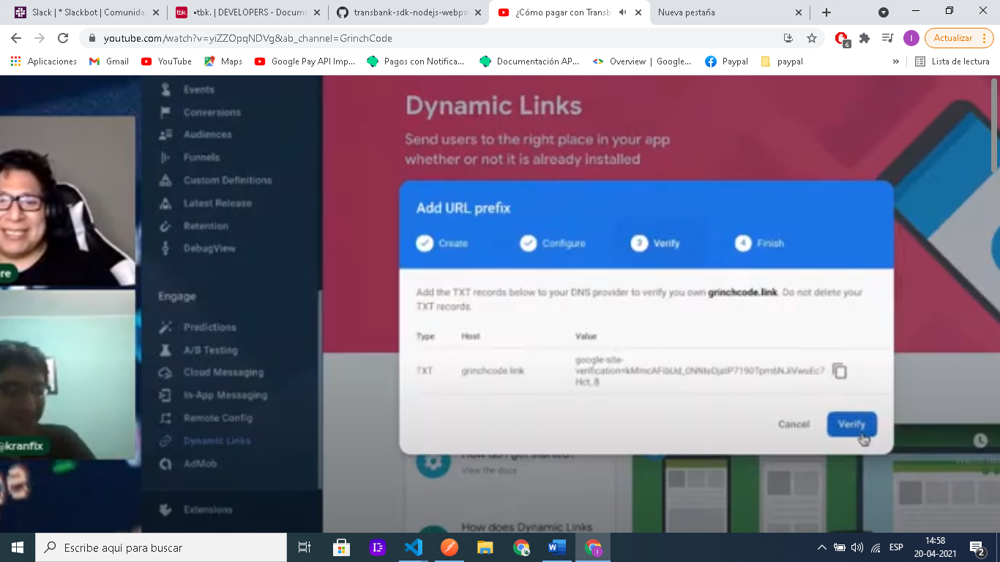 Slack | * Slackbot | Comunida
•tbk. | DEVELOPERS - Docume
transbank-sdk-nodejs-webpa
¿Cómo pagar con Transb
Nueva pestaña
youtube.com/watch?v=yiZZOpqNDVg&ab_channel=GrinchCode
6
I
Actualizar
Aplicaciones
Gmail
YouTube
Maps
Google Pay API Imp...
Pago con Notifica...
Documentación AP...
Overview | Google...
Paypal
paypal
»
Lista de lectura
Events
Conversions
Audiences
Funnels
Custom Definitions
Latest Release
Retention
DebugView
Engage
Predictions
A/B Testing
Cloud Messaging
In-App Messaging
Remote Config
Dynamic Links
AdMob
Extensions
re
@kranfix
Dynamic Links
Send users to the right place in your app
whether or not it is already installed
Add URL prefix
Create
Configure
3 Verify
4 Finish
Add the TXT records below to your DNS provider to verify you own grinchcode.link. Do not delete your
TXT records.
Type Host Value
TXT grinchcode.link google-site-
Cancel
Verify
How do I get started?
View the docs
How does Dynamic Links
Escribe aquí para buscar
ESP
14:58
20-04-2021
2